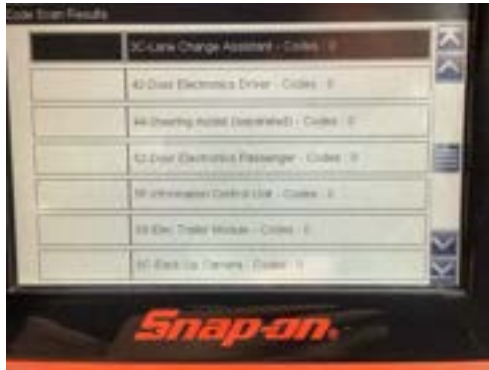 Code Scan Results
3C-Lane Change Assistant - Codes : 0
42-Door Electronics Driver - Codes : 0
44-Steering Assist - Codes : 0
52-Door Electronics Passenger - Codes : 0
5F-Information Control Unit - Codes : 0
69-Elec Trailer Module - Codes : 0
6C-Back Up Camera - Codes :
Snap-on